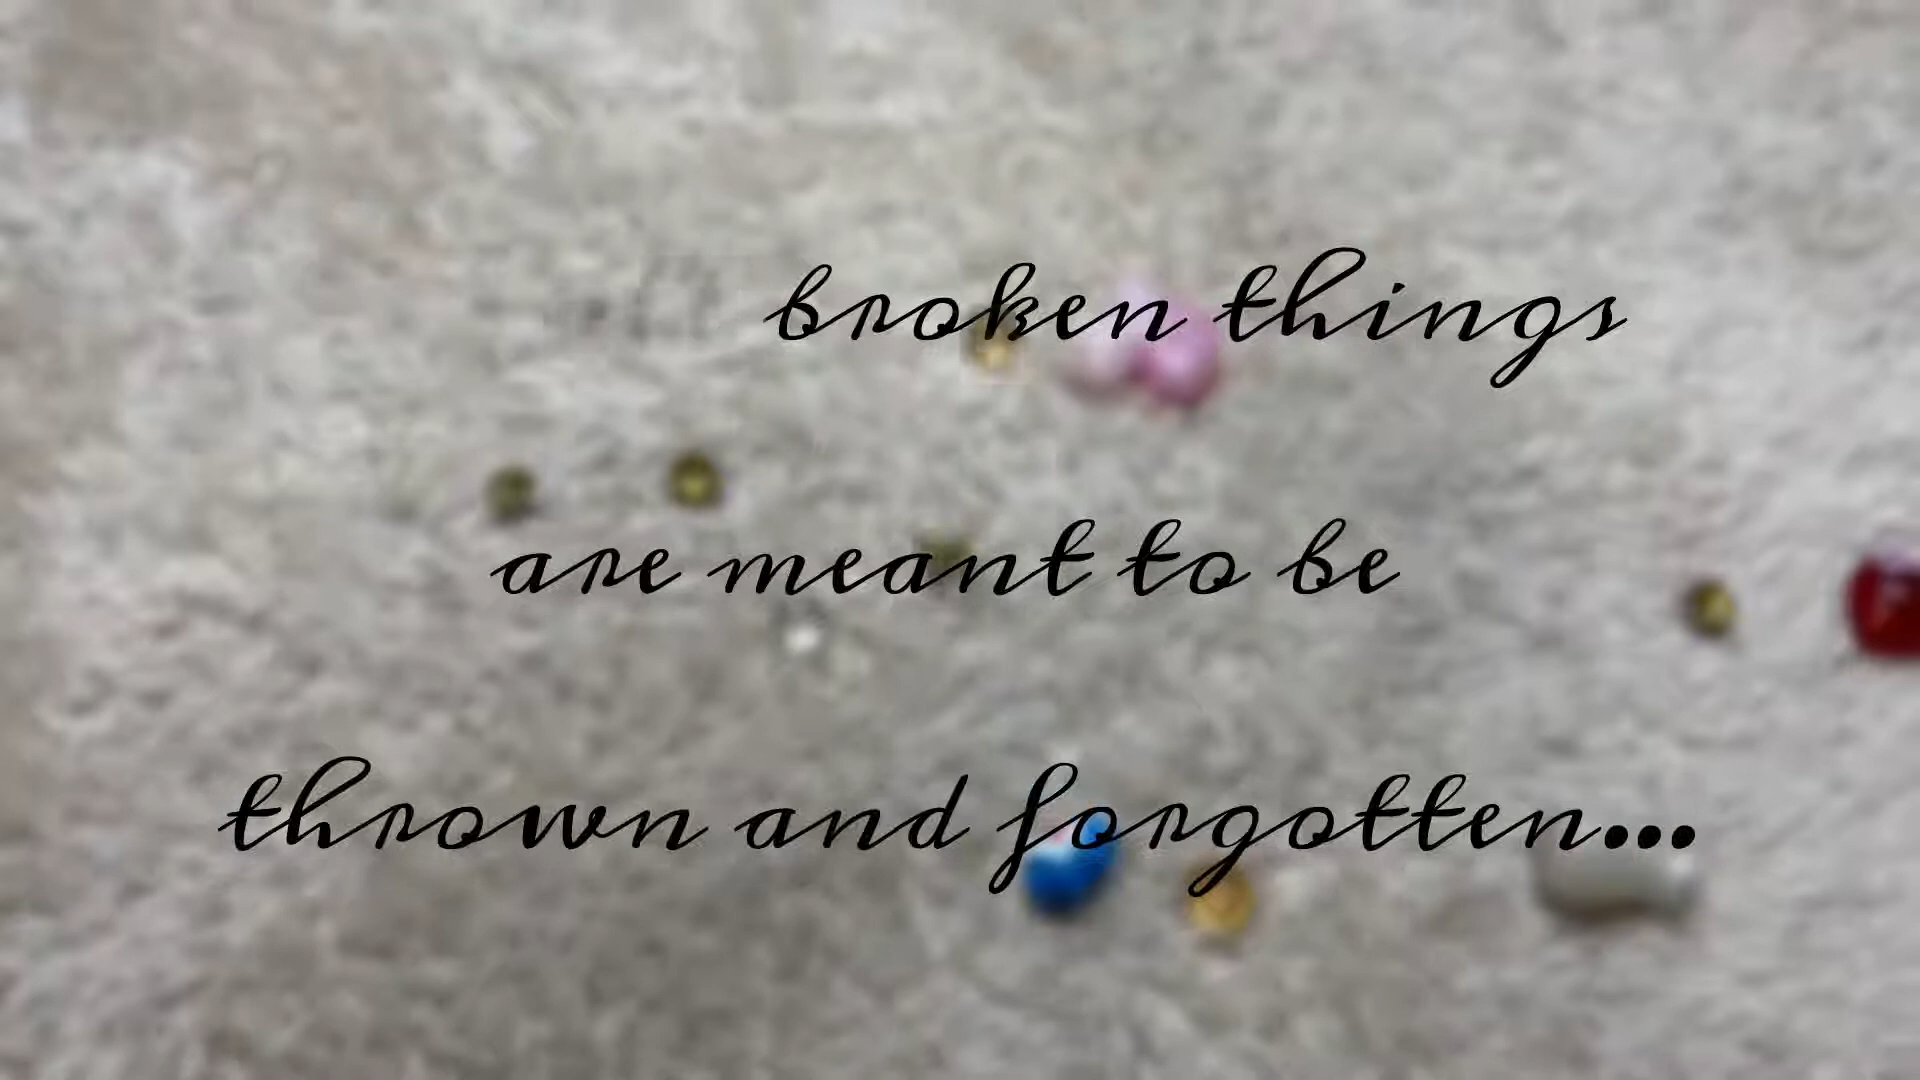 broken things
are meant to be
thrown and forgotten...